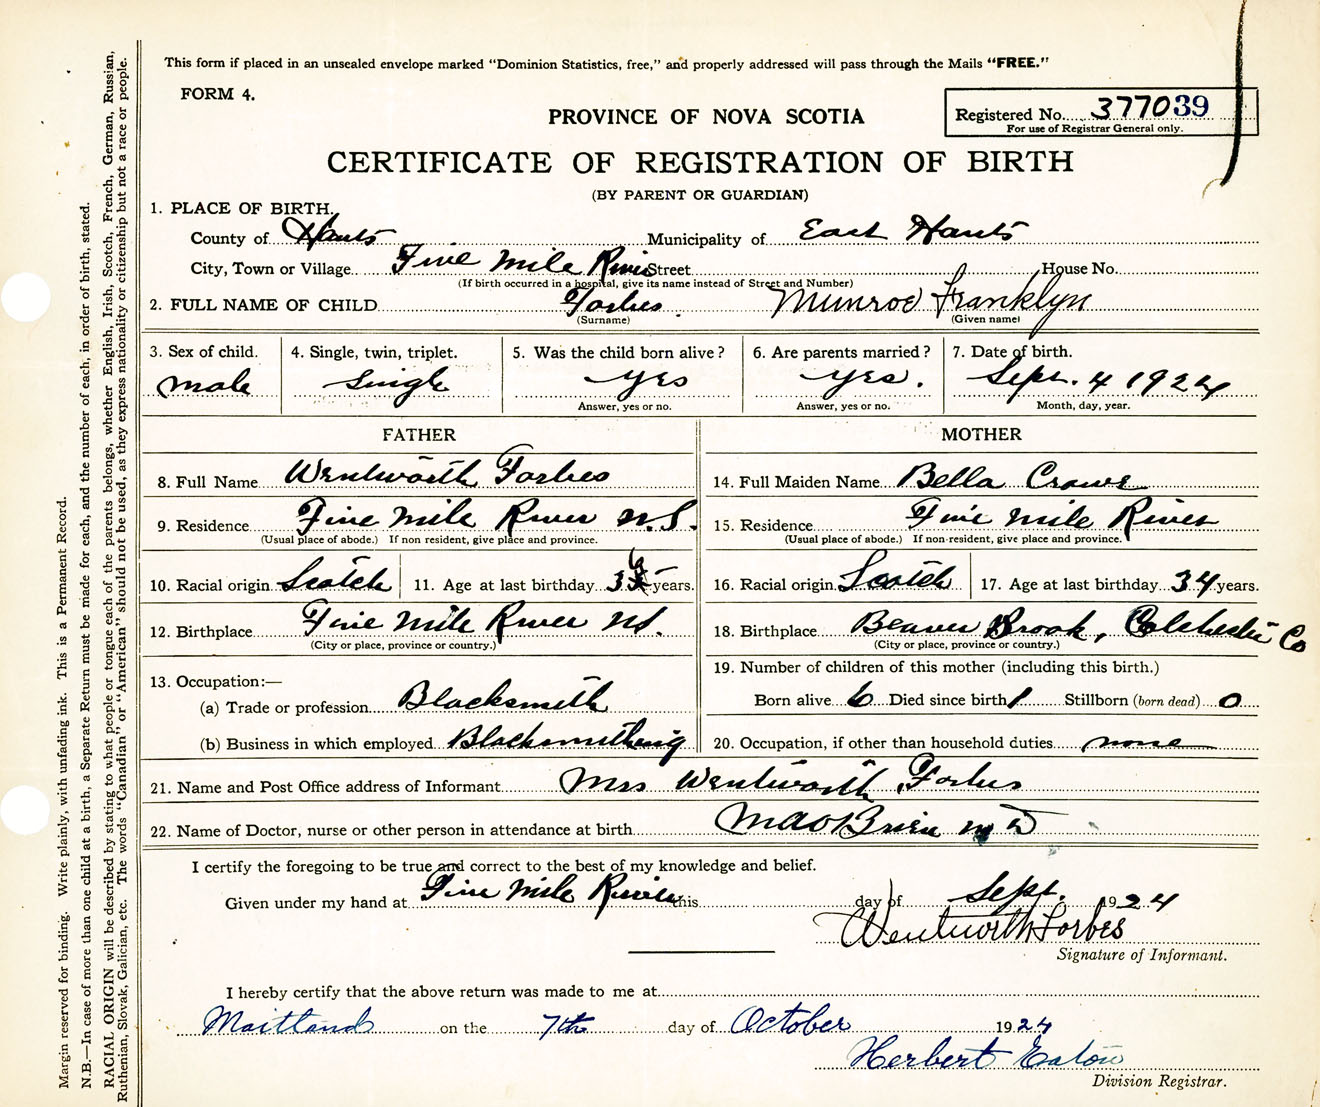 This form if placed in an unsealed envelope marked "Dominion Statistics, free," and properly addressed will pass through the Mails "FREE."
FORM 4.
PROVINCE OF NOVA SCOTIA
Registered No. 377039
For use of Registrar General only.
CERTIFICATE OF REGISTRATION OF BIRTH
(BY PARENT OR GUARDIAN)
1. PLACE OF BIRTH.
County of Hants Municipality of East Hants
City, Town or Village Five Mile River Street House No.
(If birth occurred in a hospital, give its name instead of Street and Number)
2. FULL NAME OF CHILD Forbes Munroe Franklyn
(Surname) (Given name)
3. Sex of child. 4. Single, twin, triplet. 5. Was the child born alive? 6. Are parents married? 7. Date of birth.
male Single yes yes. Sept. 4 1924
Answer, yes or no. Answer, yes or no. Month, day, year.
FATHER MOTHER
8. Full Name Wentworth Forbes 14. Full Maiden Name Bella Crowe
9. Residence Five Mile River N.S. 15. Residence Five Mile River
(Usual place of abode.) If non resident, give place and province. (Usual place of abode.) If non-resident, give place and province.
10. Racial origin Scotch 11. Age at last birthday 36 years. 16. Racial origin Scotch 17. Age at last birthday 34 years.
12. Birthplace Five Mile River N.S. 18. Birthplace Beaver Brook, Colchester Co
(City or place, province or country.) (City or place, province or country.)
13. Occupation:— 19. Number of children of this mother (including this birth.)
(a) Trade or profession Blacksmith Born alive 6 Died since birth 1 Stillborn (born dead) 0
(b) Business in which employed Blacksmithing 20. Occupation, if other than household duties none
21. Name and Post Office address of Informant Mrs Wentworth Forbes
22. Name of Doctor, nurse or other person in attendance at birth MacOBrien MD
I certify the foregoing to be true and correct to the best of my knowledge and belief.
Given under my hand at Five Mile River this day of Sept. 1924
Wentworth Forbes
Signature of Informant.
I hereby certify that the above return was made to me at
Maitland on the 7th day of October 1924
Herbert Eaton
Division Registrar.
Margin reserved for binding. Write plainly, with unfading ink. This is a Permanent Record.
N.B.—In case of more than one child at a birth, a Separate Return must be made for each, and the number of each, in order of birth, stated.
RACIAL ORIGIN will be described by stating to what people or tongue each of the parents belongs, whether English, Irish, Scotch, French, German, Russian,
Ruthenian, Slovak, Galician, etc. The words "Canadian" or "American" should not be used, as they express nationality or citizenship but not a race or people.